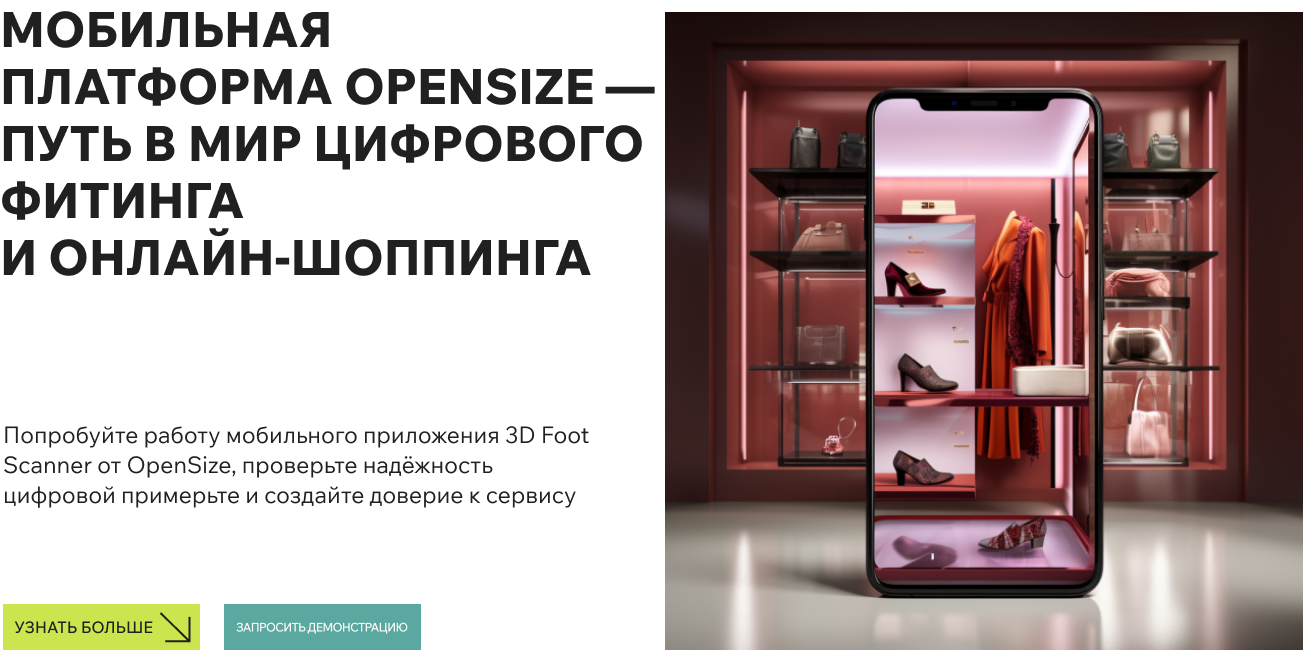 МОБИЛЬНАЯ
ПЛАТФОРМА OPENSIZE —
ПУТЬ В МИР ЦИФРОВОГО
ФИТИНГА
И ОНЛАЙН-ШОППИНГА
Попробуйте работу мобильного приложения 3D Foot
Scanner от OpenSize, проверьте надёжность
цифровой примерьте и создайте доверие к сервису
УЗНАТЬ БОЛЬШЕ
ЗАПРОСИТЬ ДЕМОНСТРАЦИЮ